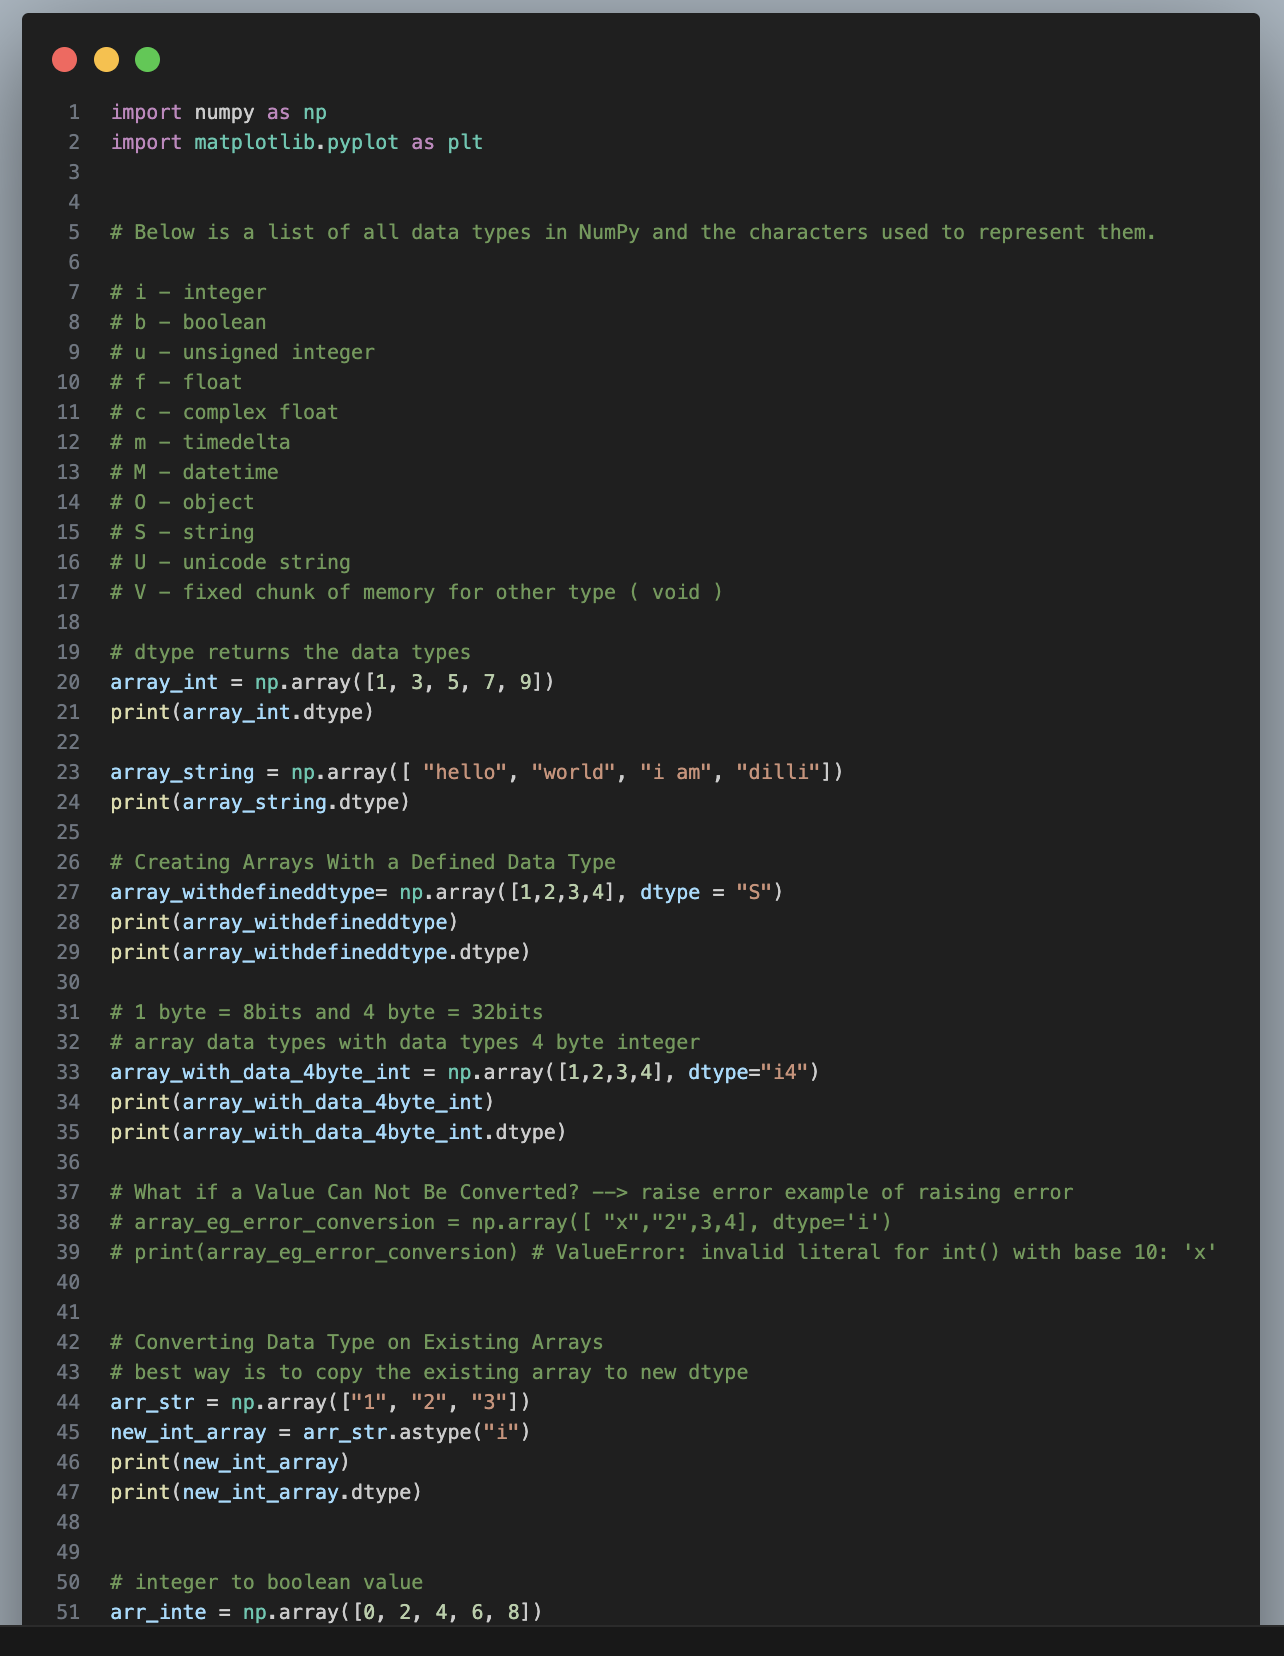 1 import numpy as np
2 import matplotlib.pyplot as plt
3
4
5 # Below is a list of all data types in NumPy and the characters used to represent them.
6
7 # i - integer
8 # b - boolean
9 # u - unsigned integer
10 # f - float
11 # c - complex float
12 # m - timedelta
13 # M - datetime
14 # O - object
15 # S - string
16 # U - unicode string
17 # V - fixed chunk of memory for other type ( void )
18
19 # dtype returns the data types
20 array_int = np.array([1, 3, 5, 7, 9])
21 print(array_int.dtype)
22
23 array_string = np.array([ "hello", "world", "i am", "dilli"])
24 print(array_string.dtype)
25
26 # Creating Arrays With a Defined Data Type
27 array_withdefineddtype= np.array([1,2,3,4], dtype = "S")
28 print(array_withdefineddtype)
29 print(array_withdefineddtype.dtype)
30
31 # 1 byte = 8bits and 4 byte = 32bits
32 # array data types with data types 4 byte integer
33 array_with_data_4byte_int = np.array([1,2,3,4], dtype="i4")
34 print(array_with_data_4byte_int)
35 print(array_with_data_4byte_int.dtype)
36
37 # What if a Value Can Not Be Converted? --> raise error example of raising error
38 # array_eg_error_conversion = np.array([ "x","2",3,4], dtype='i')
39 # print(array_eg_error_conversion) # ValueError: invalid literal for int() with base 10: 'x'
40
41
42 # Converting Data Type on Existing Arrays
43 # best way is to copy the existing array to new dtype
44 arr_str = np.array(["1", "2", "3"])
45 new_int_array = arr_str.astype("i")
46 print(new_int_array)
47 print(new_int_array.dtype)
48
49
50 # integer to boolean value
51 arr_inte = np.array([0, 2, 4, 6, 8])